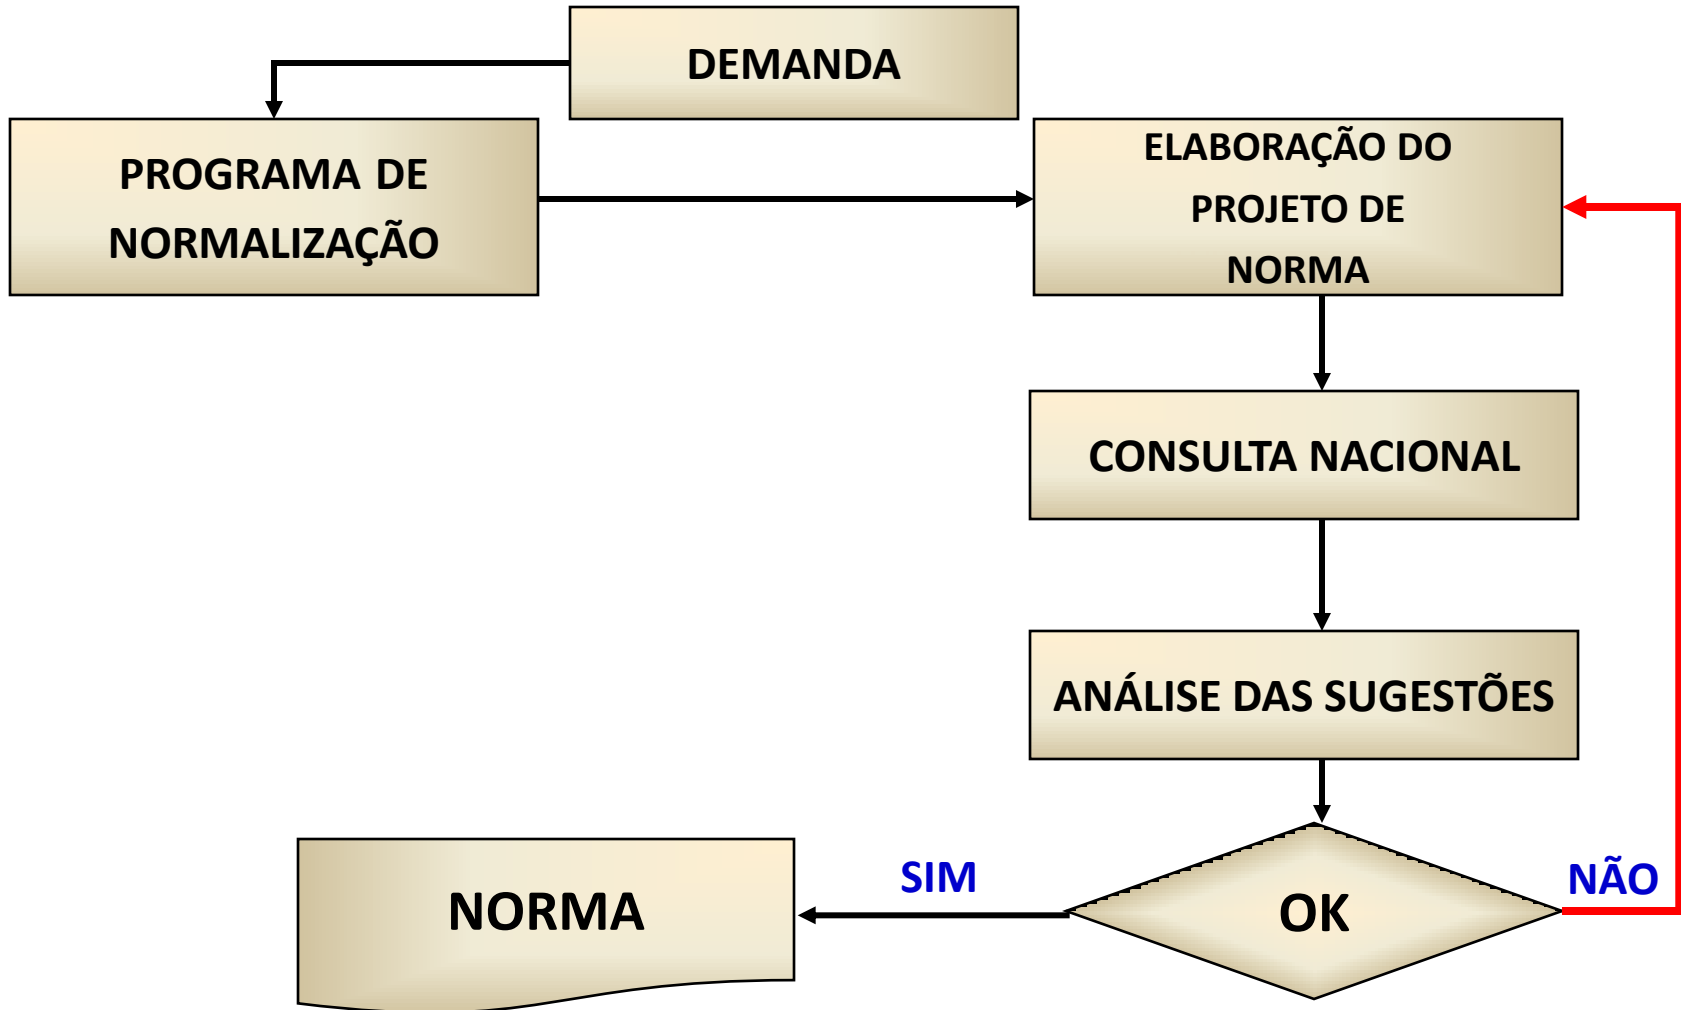 DEMANDA
PROGRAMA DE
NORMALIZAÇÃO
ELABORAÇÃO DO
PROJETO DE
NORMA
CONSULTA NACIONAL
ANÁLISE DAS SUGESTÕES
OK
SIM
NÃO
NORMA